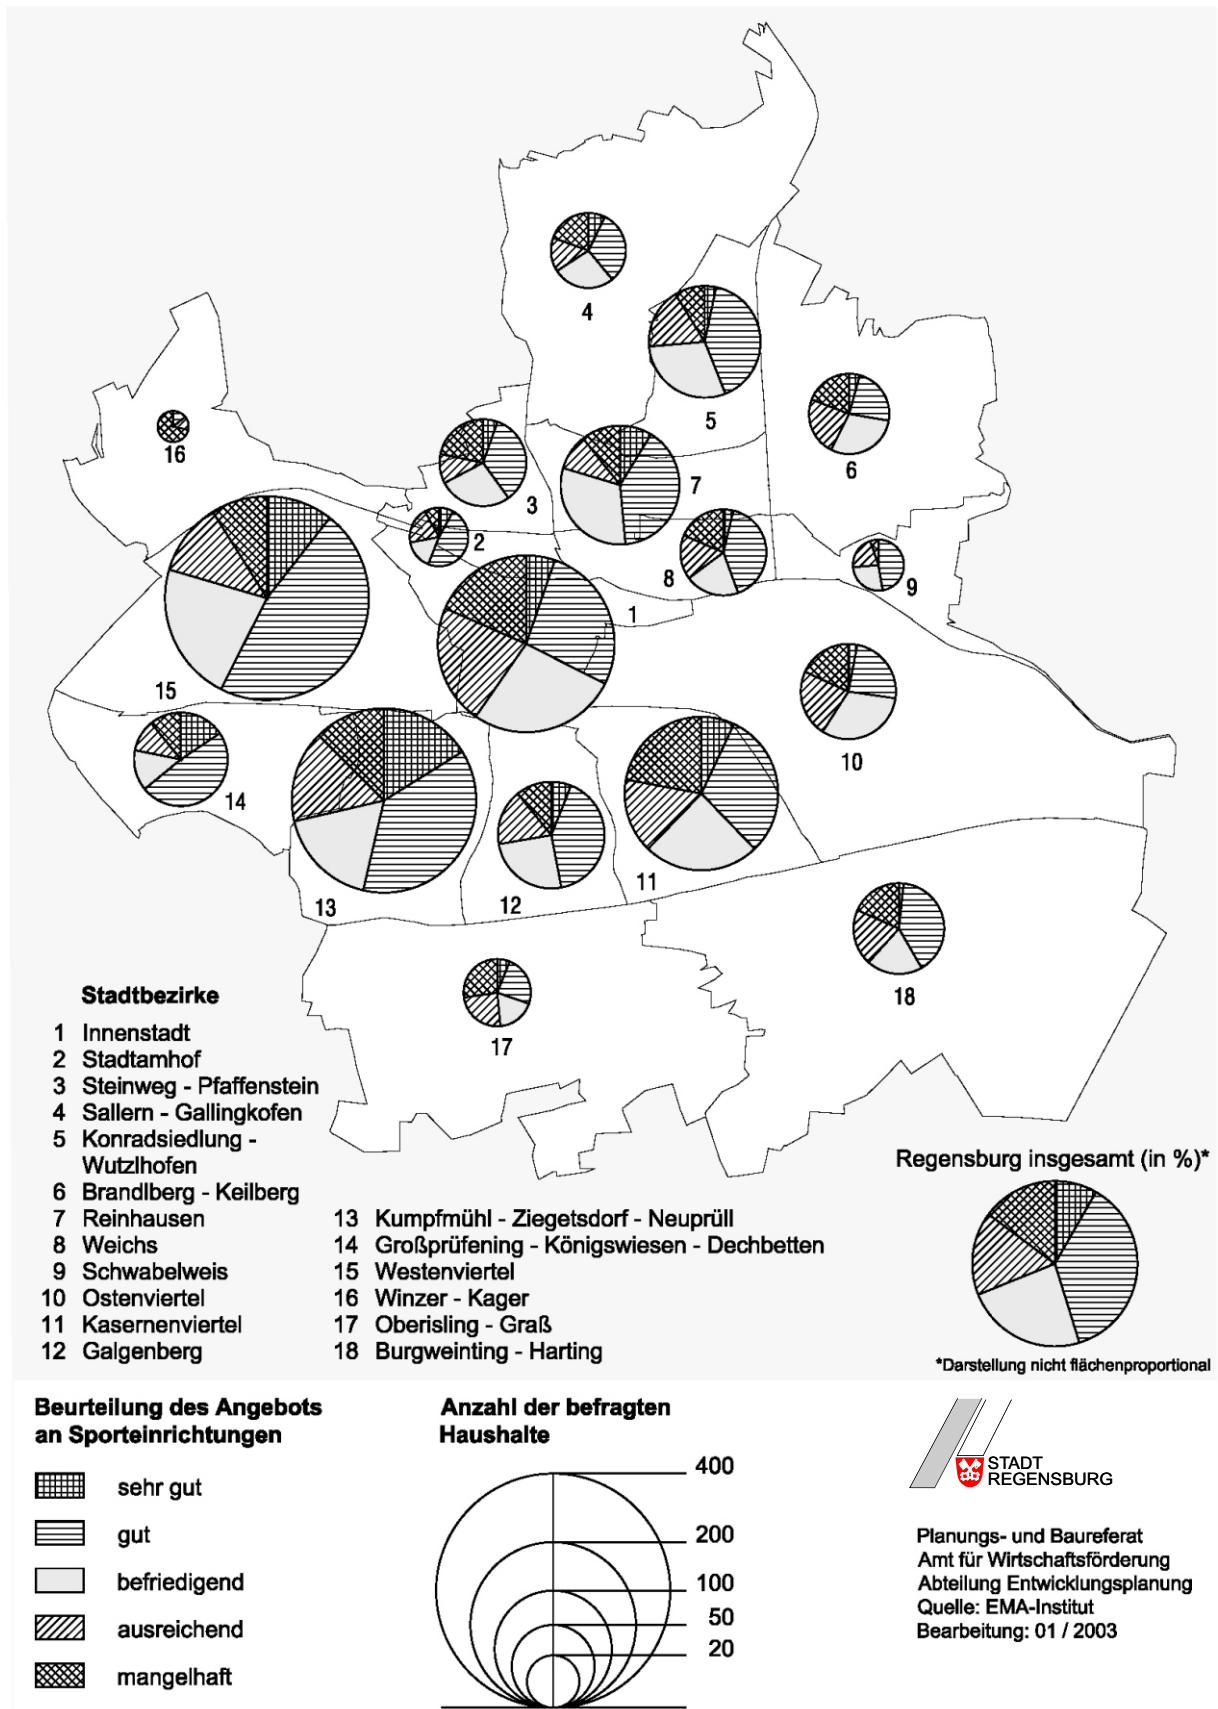 4
5
6
16
3
7
2
8
9
1
15
10
14
13
12
11
18
17
Stadtbezirke
1 Innenstadt
2 Stadtamhof
3 Steinweg - Pfaffenstein
4 Sallern - Gallingkofen
5 Konradsiedlung -
Wutzlhofen
6 Brandlberg - Keilberg
7 Reinhausen
8 Weichs
9 Schwabelweis
10 Ostenviertel
11 Kasernenviertel
12 Galgenberg
13 Kumpfmühl - Ziegetsdorf - Neuprüll
14 Großprüfening - Königswiesen - Dechbetten
15 Westenviertel
16 Winzer - Kager
17 Oberisling - Graß
18 Burgweinting - Harting
Regensburg insgesamt (in %)*
*Darstellung nicht flächenproportional
Beurteilung des Angebots
an Sporteinrichtungen
sehr gut
gut
befriedigend
ausreichend
mangelhaft
Anzahl der befragten
Haushalte
400
200
100
50
20
STADT
REGENSBURG
Planungs- und Baureferat
Amt für Wirtschaftsförderung
Abteilung Entwicklungsplanung
Quelle: EMA-Institut
Bearbeitung: 01 / 2003